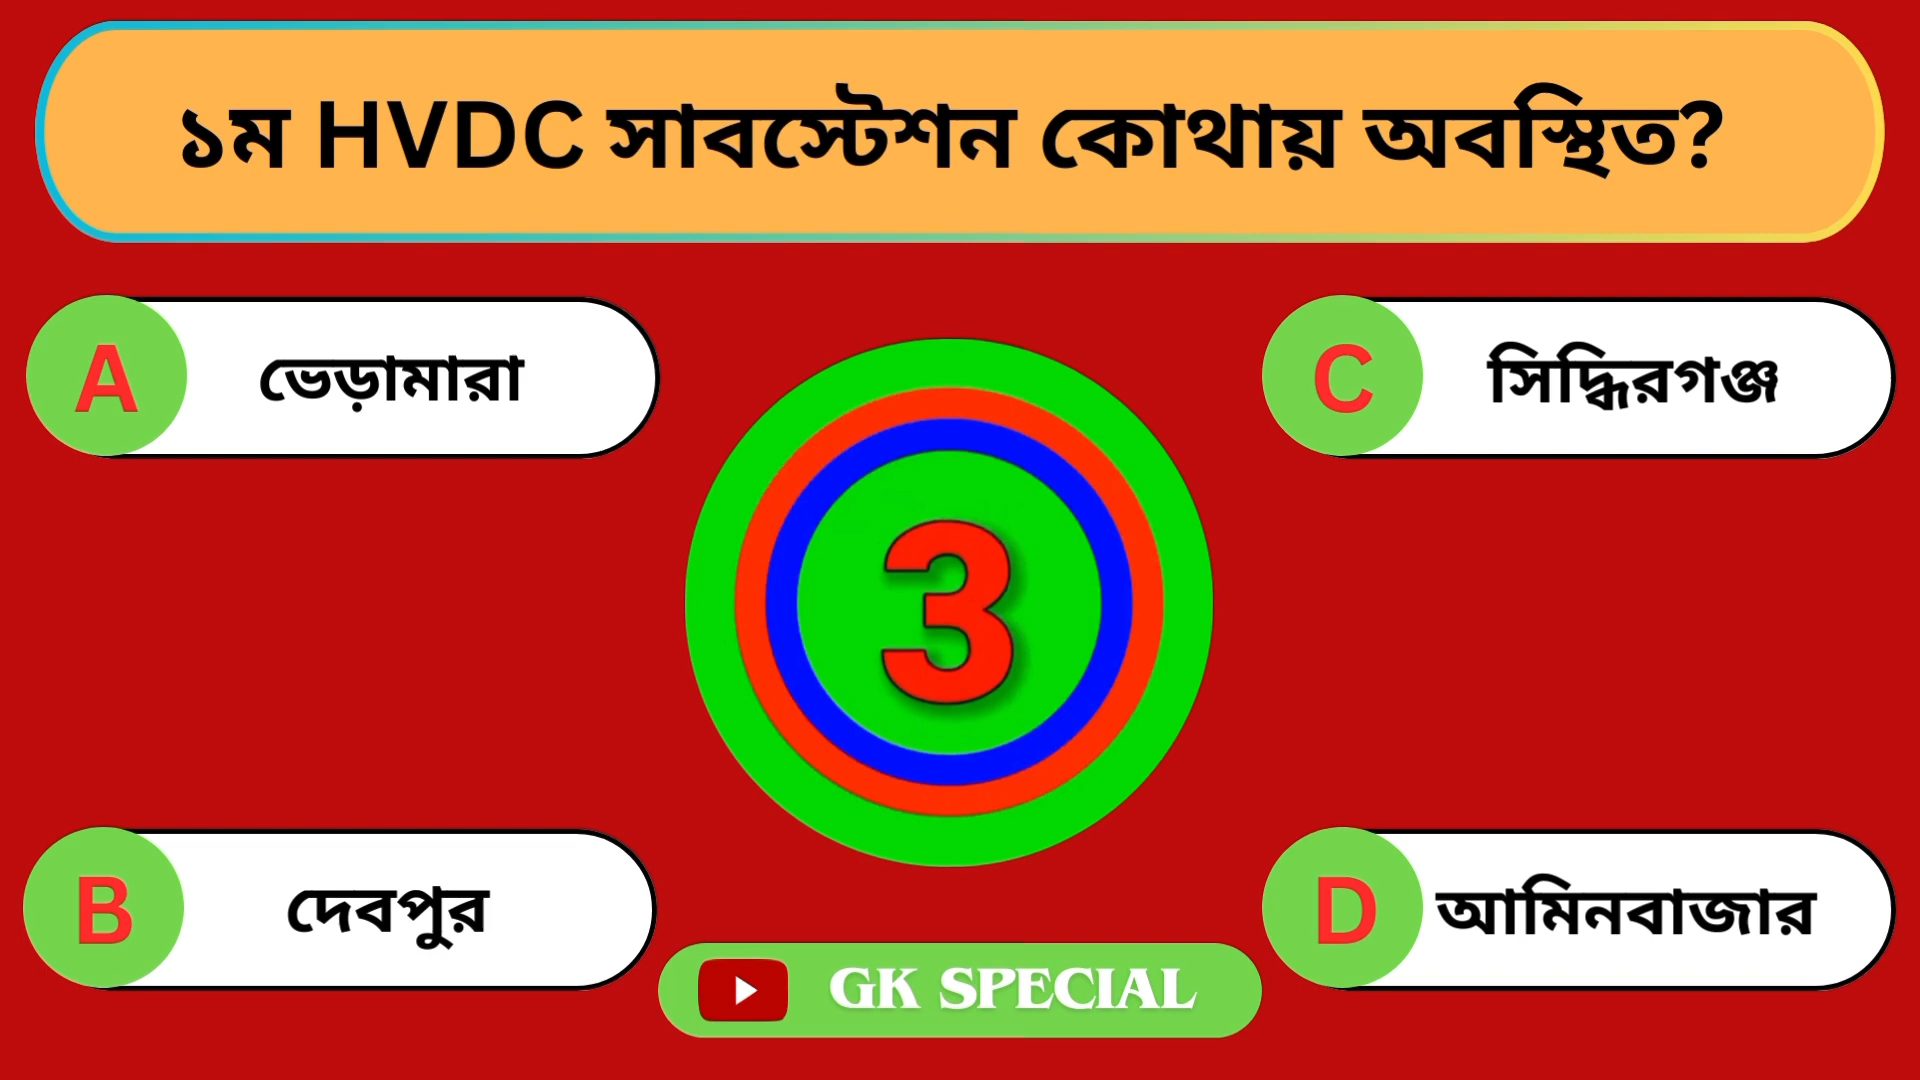 ১ম HVDC সাবস্টেশন কোথায় অবস্থিত?
A ভেড়ামারা
C সিদ্ধিরগঞ্জ
3
B দেবপুর
D আমিনবাজার
GK SPECIAL